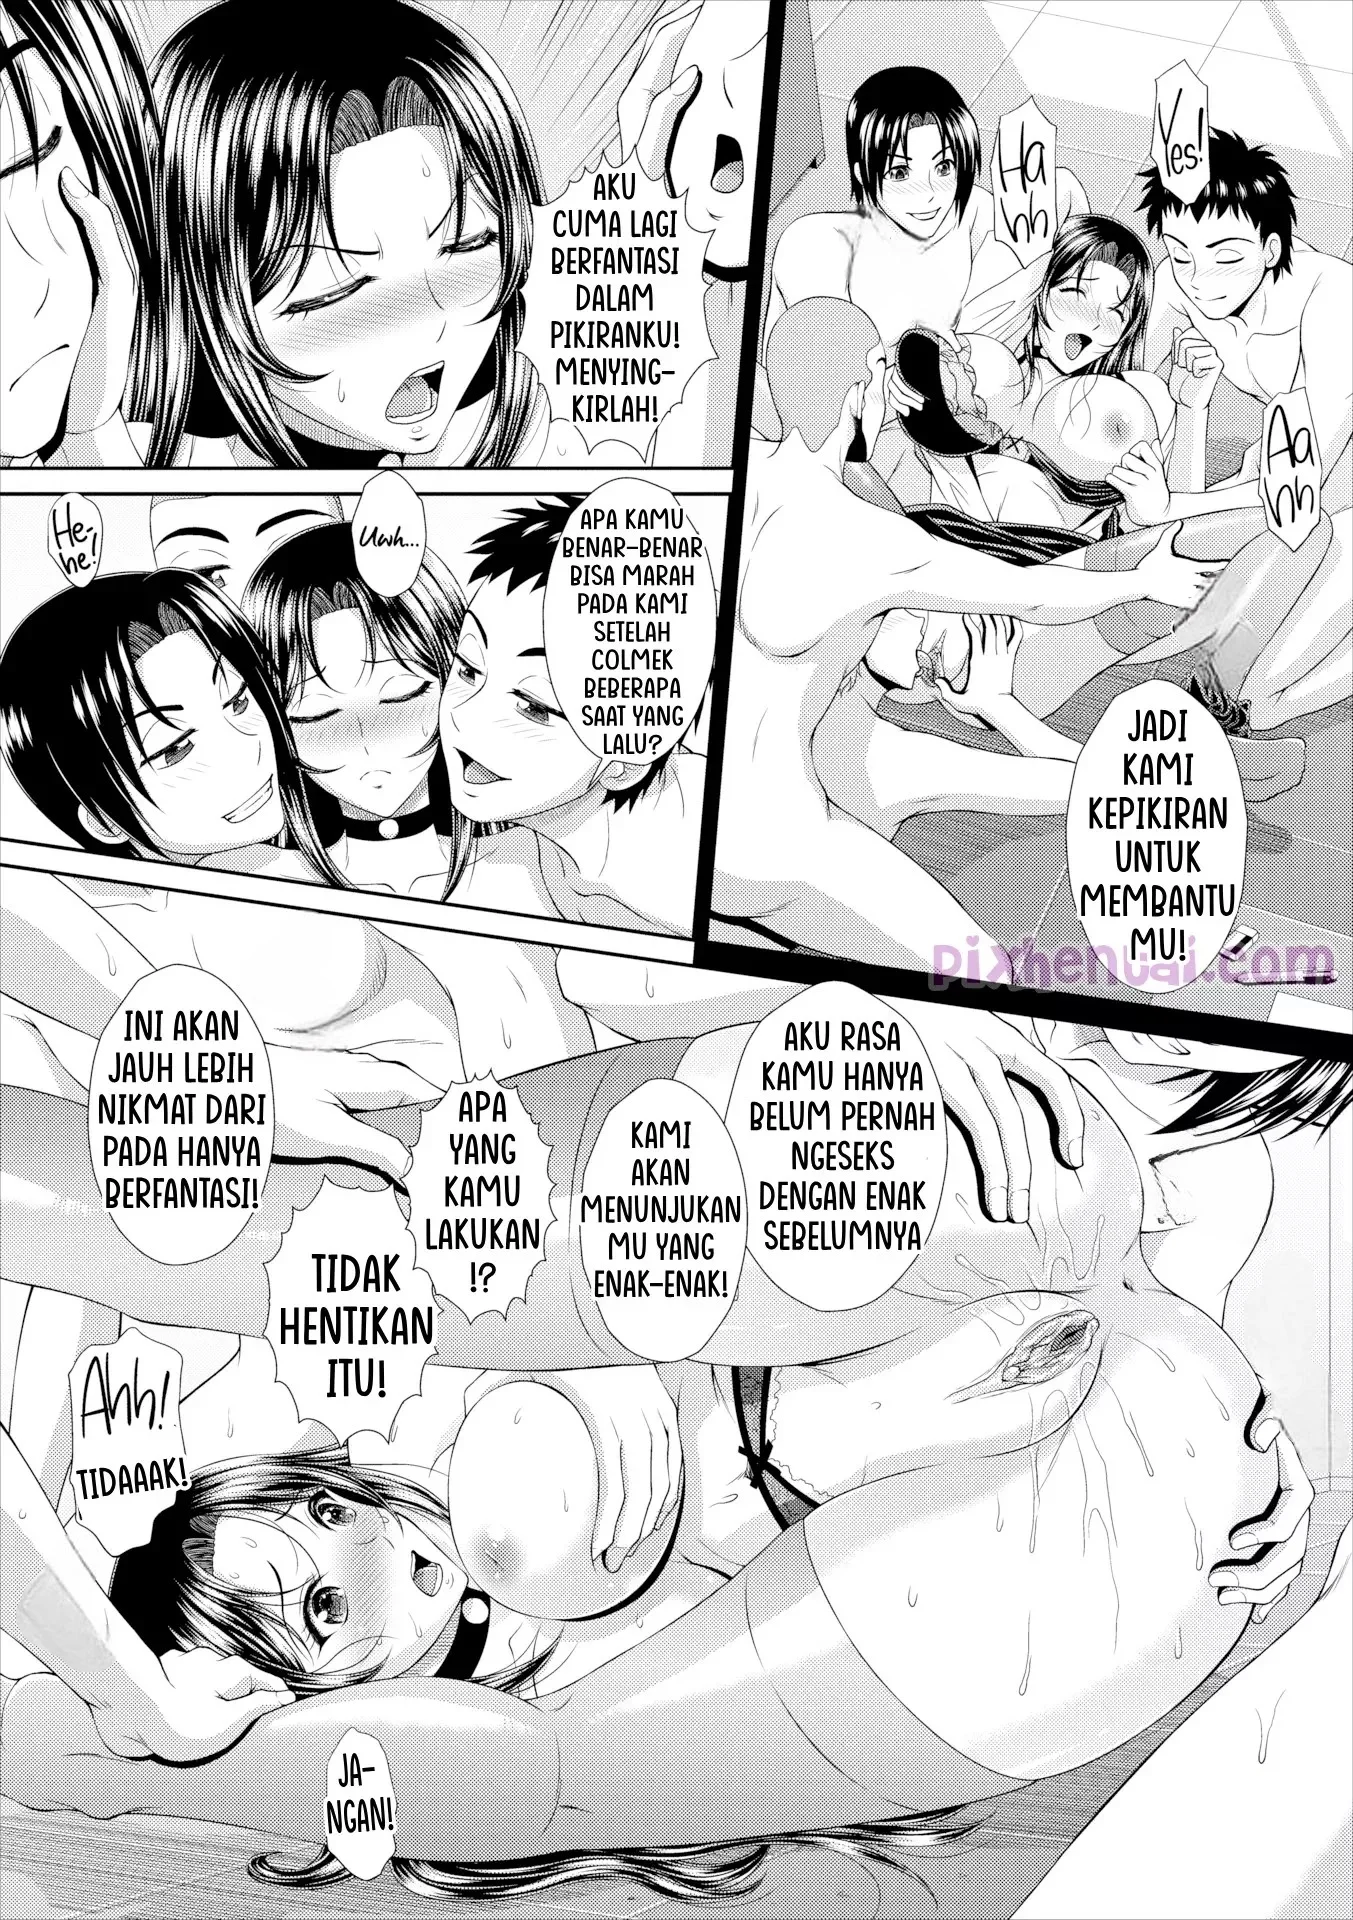 Yes!
Ha
hh
Aa
hh
JADI
KAMI
KEPIKIRAN
UNTUK
MEMBANTU
MU!
pixhentai.com
AKU
CUMA LAGI
BERFANTASI
DALAM
PIKIRANKU!
MENYING-
KIRLAH!
APA KAMU
BENAR-BENAR
BISA MARAH
PADA KAMI
SETELAH
COLMEK
BEBERAPA
SAAT YANG
LALU?
Uwh...
He-
he!
AKU RASA
KAMU HANYA
BELUM PERNAH
NGESEKS
DENGAN ENAK
SEBELUMNYA
KAMI
AKAN
MENUNJUKAN
MU YANG
ENAK-ENAK!
APA
YANG
KAMU
LAKUKAN
!?
INI AKAN
JAUH LEBIH
NIKMAT DARI
PADA HANYA
BERFANTASI!
TIDAK
HENTIKAN
ITU!
Ahh!
TIDAAAK!
JA-
NGAN!